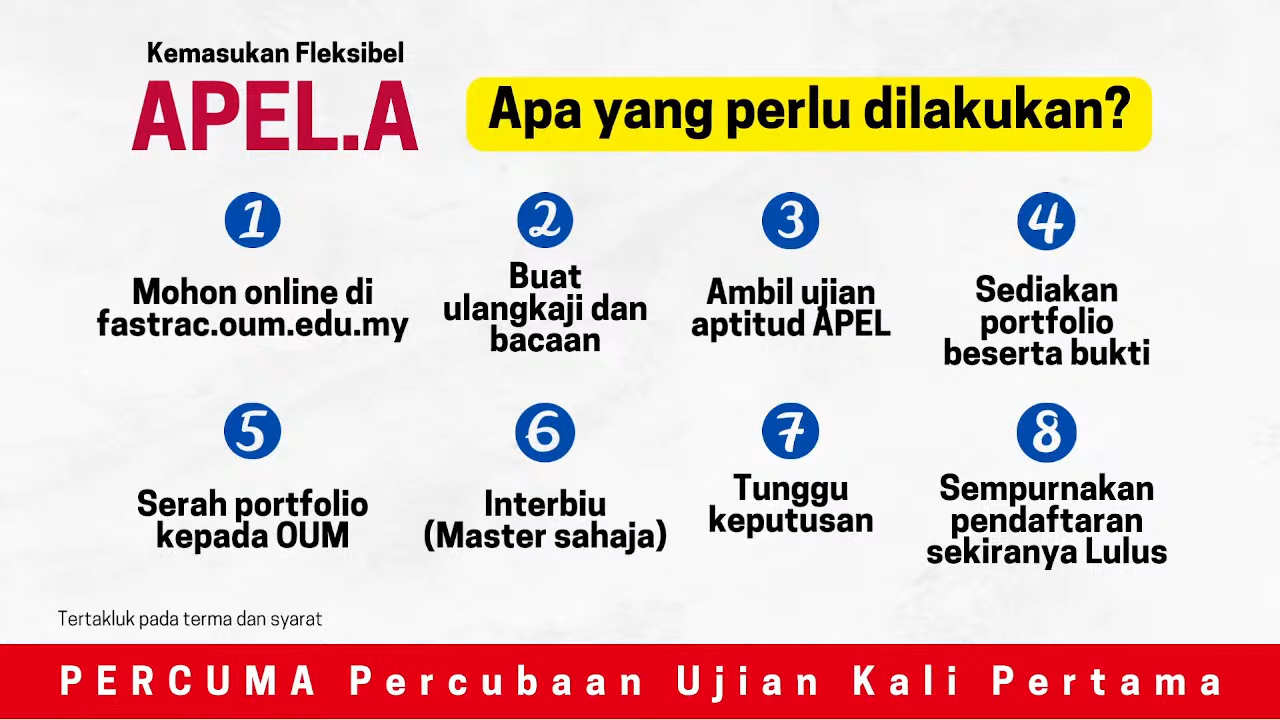 Kemasukan Fleksibel
APEL.A
Apa yang perlu dilakukan?
1
Mohon online di
fastrac.oum.edu.my
2
Buat
ulangkaji dan
bacaan
3
Ambil ujian
aptitud APEL
4
Sediakan
portfolio
beserta bukti
5
Serah portfolio
kepada OUM
6
Interbiu
(Master sahaja)
7
Tunggu
keputusan
8
Sempurnakan
pendaftaran
sekiranya Lulus
Tertakluk pada terma dan syarat
PERCUMA Percubaan Ujian Kali Pertama